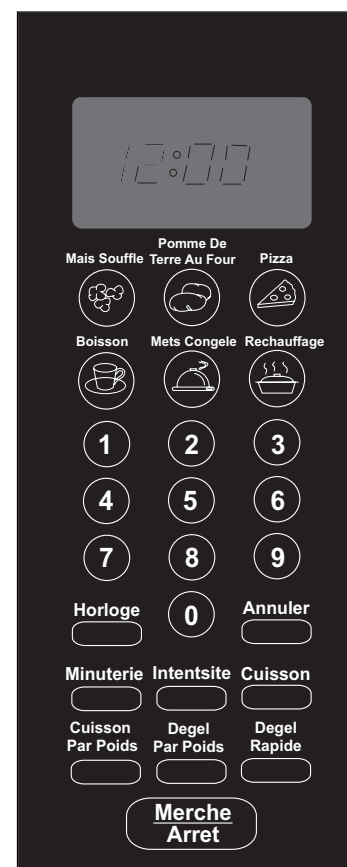 12:00
Pomme De
Mais Souffle Terre Au Four Pizza
Boisson Mets Congele Rechauffage
1 2 3
4 5 6
7 8 9
Horloge 0 Annuler
Minuterie Intentsite Cuisson
Cuisson Degel Degel
Par Poids Par Poids Rapide
Merche
Arret